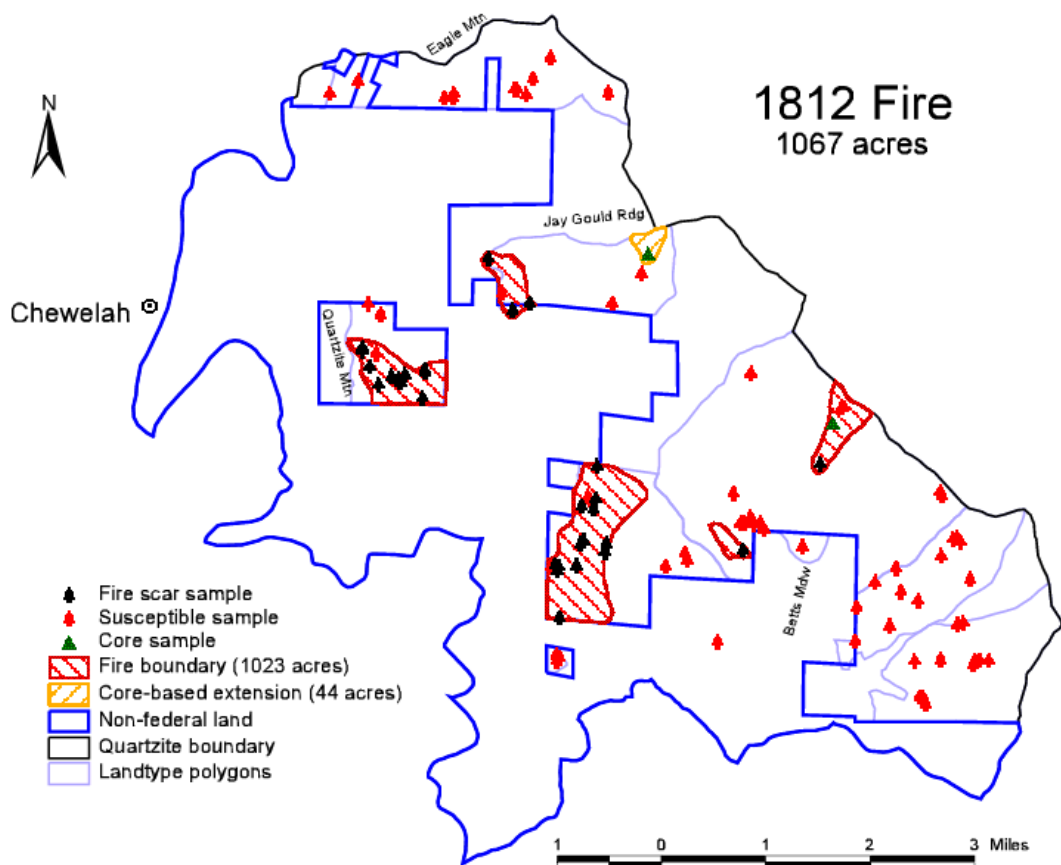 Eagle Mtn
N
1812 Fire
1067 acres
Jay Gould Rdg
Chewelah
Quartzite Mtn
Betts Mdw
Fire scar sample
Susceptible sample
Core sample
Fire boundary (1023 acres)
Core-based extension (44 acres)
Non-federal land
Quartzite boundary
Landtype polygons
1 0 1 2 3 Miles